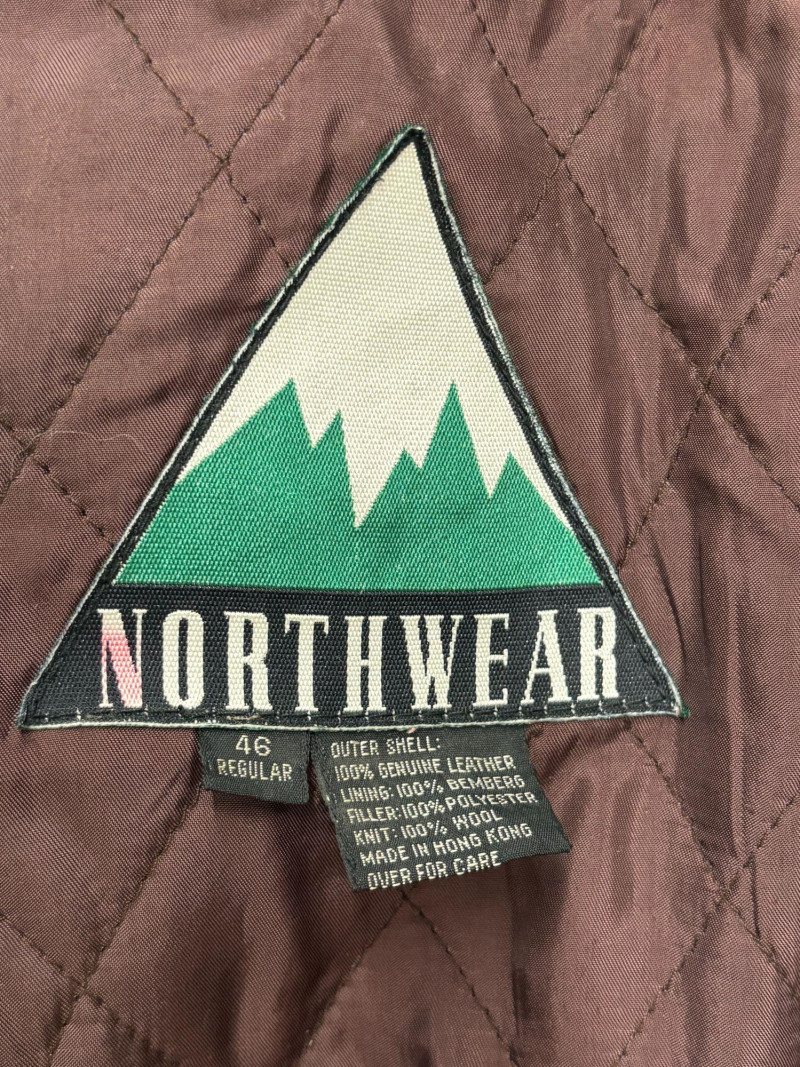 NORTHWEAR
46
REGULAR
OUTER SHELL:
100% GENUINE LEATHER
LINING: 100% BEMBERG
FILLER: 100% POLYESTER
KNIT: 100% WOOL
MADE IN HONG KONG
OVER FOR CARE